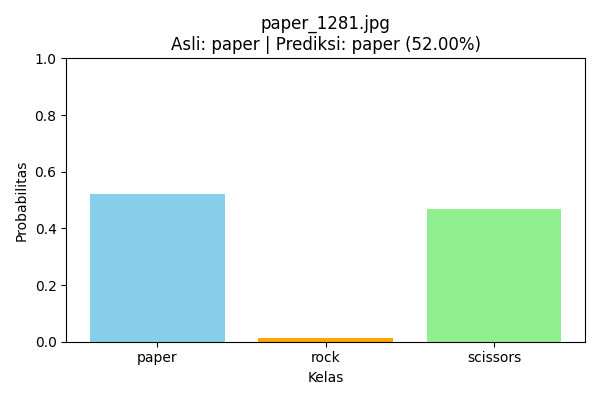 paper_1281.jpg
Asli: paper | Prediksi: paper (52.00%)
1.0
0.8
0.6
0.4
0.2
0.0
Probabilitas
paper
rock
scissors
Kelas